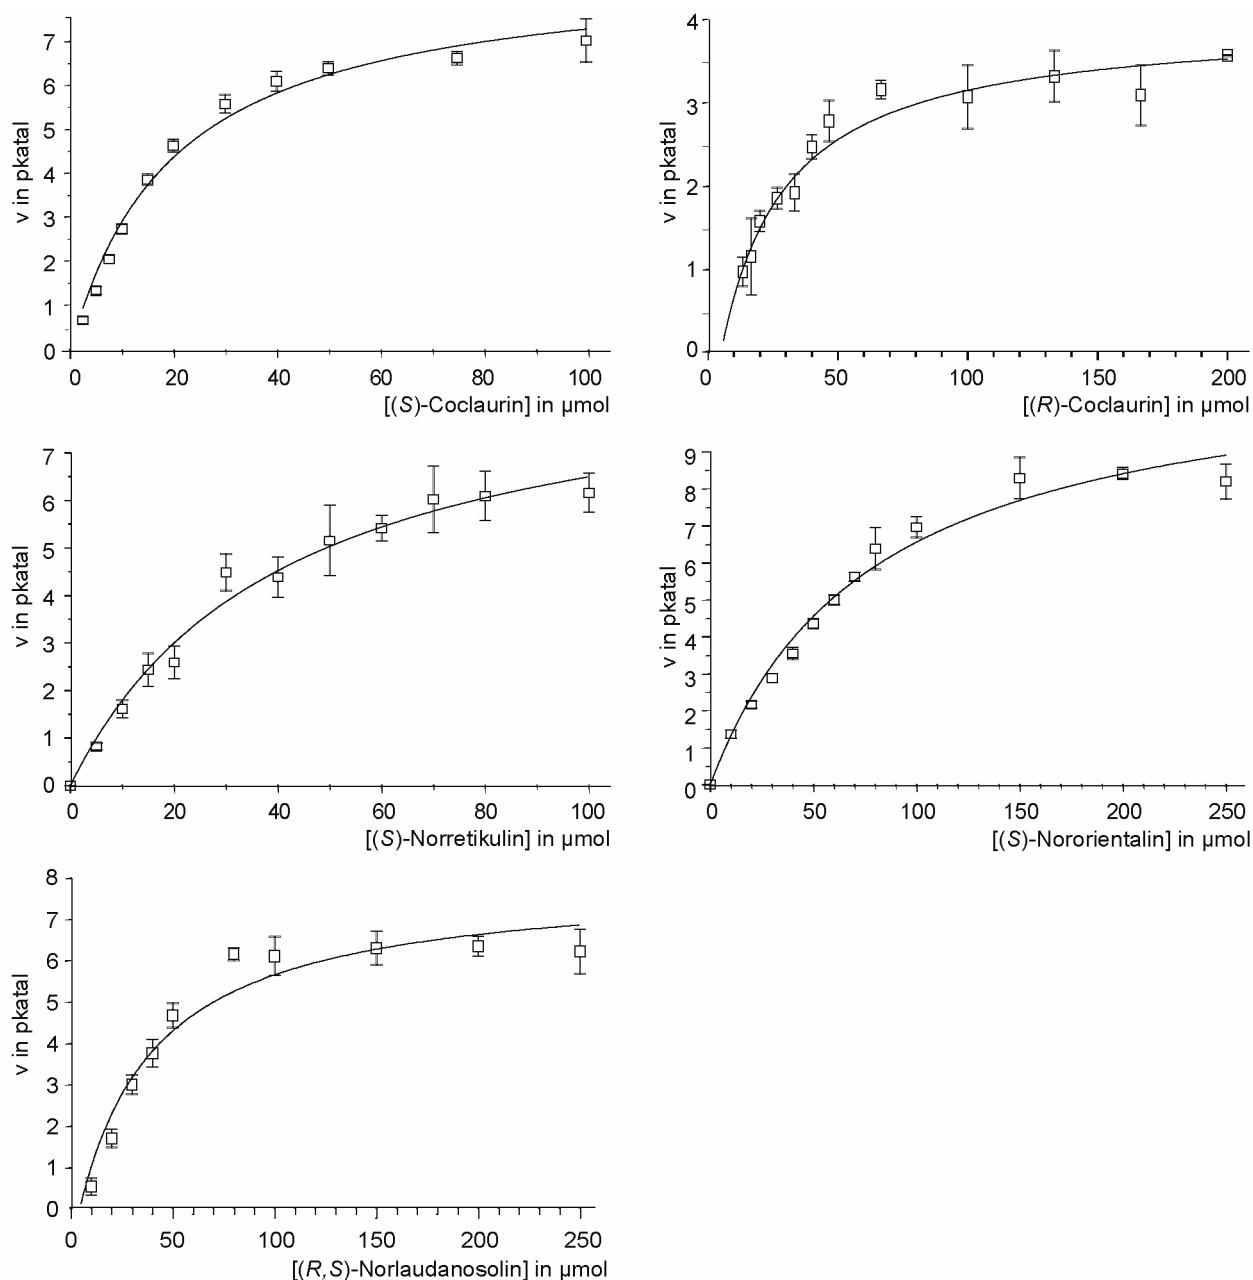 7
6
5
4
3
2
1
0
v in pkatal
0 20 40 60 80 100
[(S)-Coclaurin] in µmol
4
3
2
1
0
v in pkatal
0 50 100 150 200
[(R)-Coclaurin] in µmol
7
6
5
4
3
2
1
0
v in pkatal
0 20 40 60 80 100
[(S)-Norretikulin] in µmol
9
8
7
6
5
4
3
2
1
0
v in pkatal
0 50 100 150 200 250
[(S)-Nororientalin] in µmol
8
7
6
5
4
3
2
1
0
v in pkatal
0 50 100 150 200 250
[(R,S)-Norlaudanosolin] in µmol